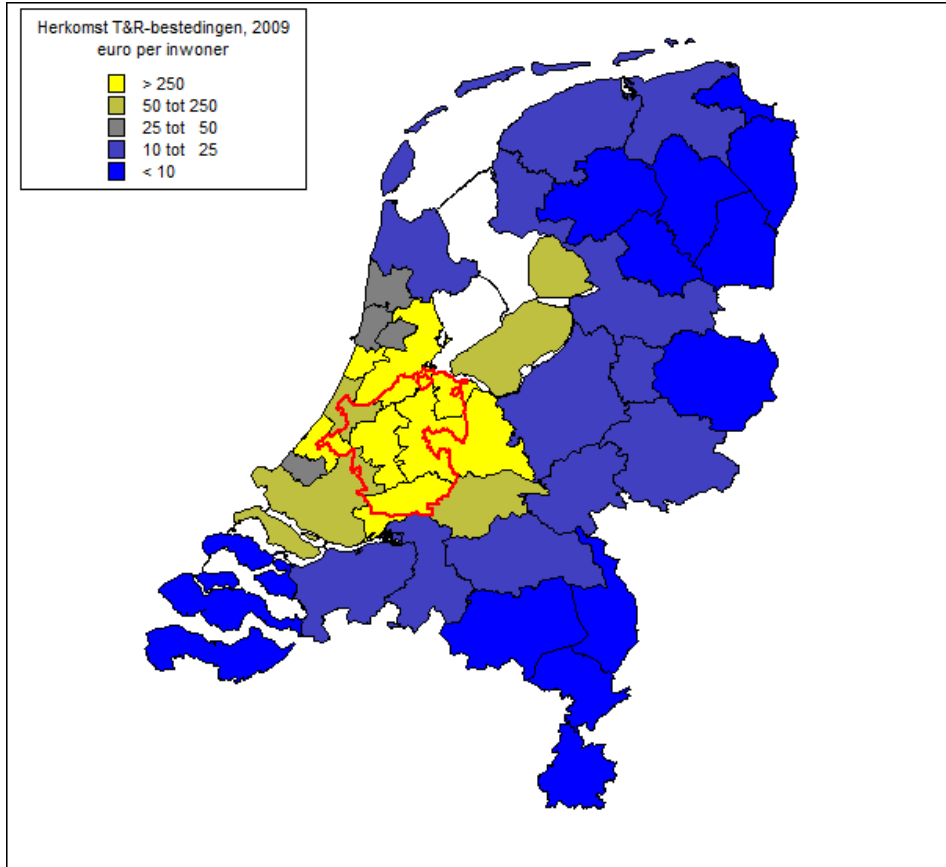 Herkomst T&R-bestedingen, 2009
euro per inwoner
> 250
50 tot 250
25 tot 50
10 tot 25
< 10